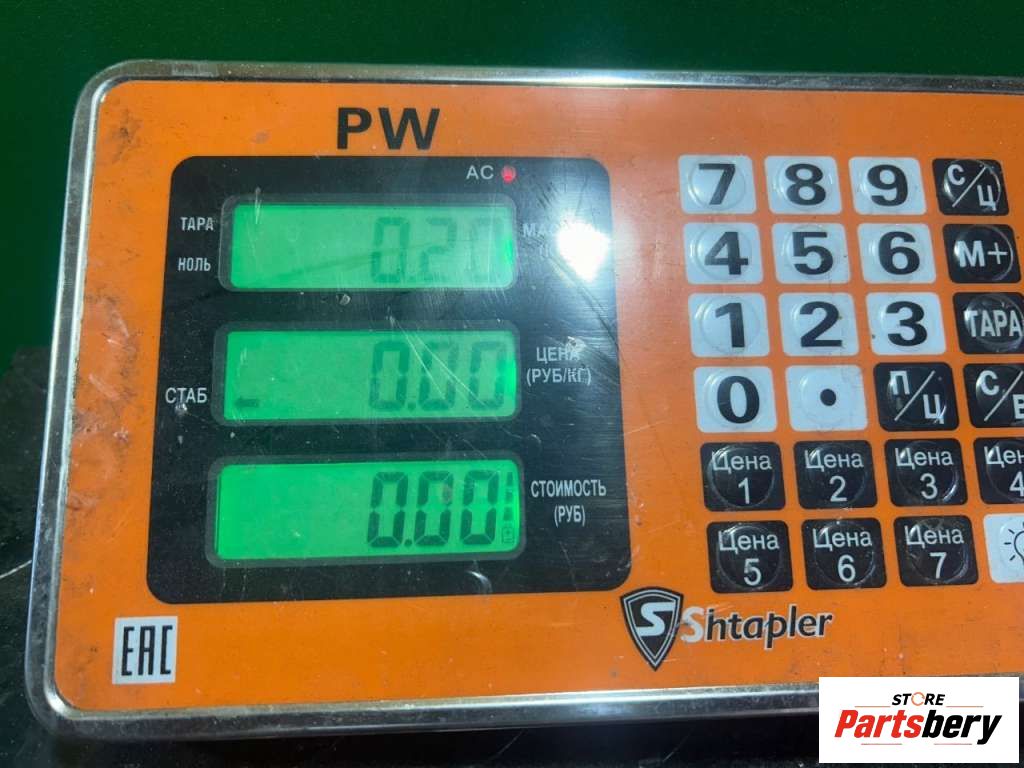 PW
AC
ТАРА
НОЛЬ
0.00
ЦЕНА
(РУБ/КГ)
СТАБ
0.00
СТОИМОСТЬ
(РУБ)
7 8 9 С/Ц
4 5 6 М+
1 2 3 ТАРА
0 . П/Ц
Цена 1
Цена 2
Цена 3
Цена 5
Цена 6
Цена 7
EAC
S Shtapler
STORE
Partsbery